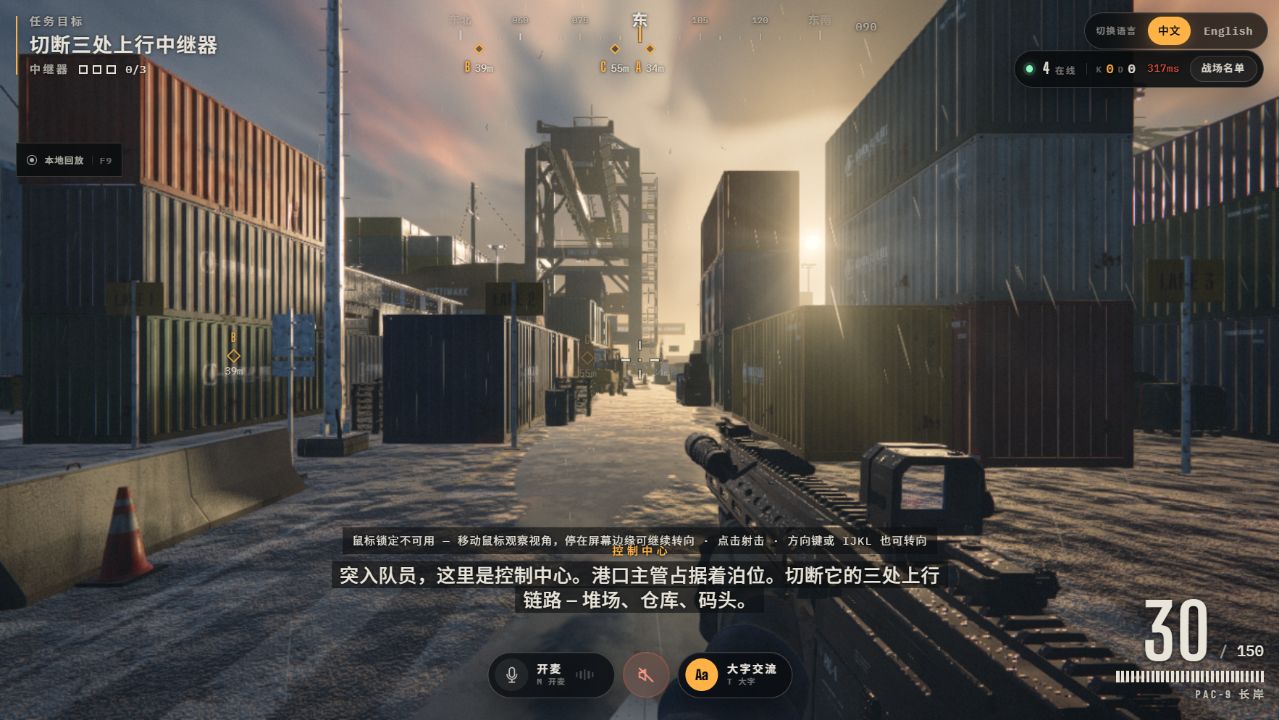 任务目标
切断三处上行中继器
中继器 0/3
东北 060 075 东 105 120 东南 090
B 39m C 55m A 34m
切换语言 中文 English
4 在线 K 0 D 0 317ms 战场名单
本地回放 F9
LANE 3
B
39m
55m
鼠标锁定不可用 — 移动鼠标观察视角，停在屏幕边缘可继续转向 · 点击射击 · 方向键或 IJKL 也可转向
控制中心
突入队员，这里是控制中心。港口主管占据着泊位。切断它的三处上行
链路 — 堆场、仓库、码头。
开麦
M 开麦
Aa
大字交流
T 大字
30 / 150
PAC-9 长岸